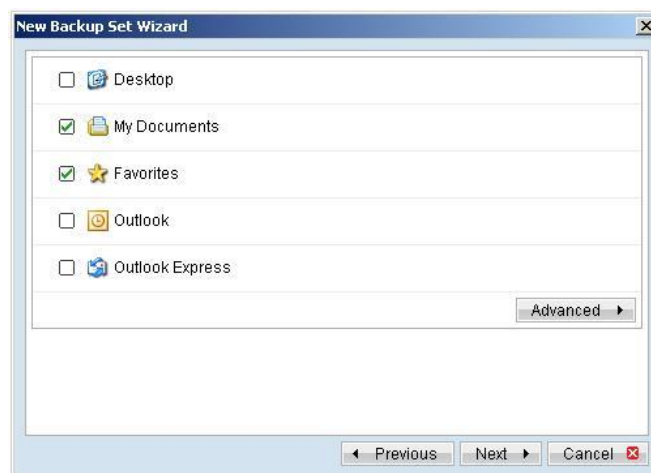 New Backup Set Wizard
Desktop
My Documents
Favorites
Outlook
Outlook Express
Advanced
Previous Next Cancel